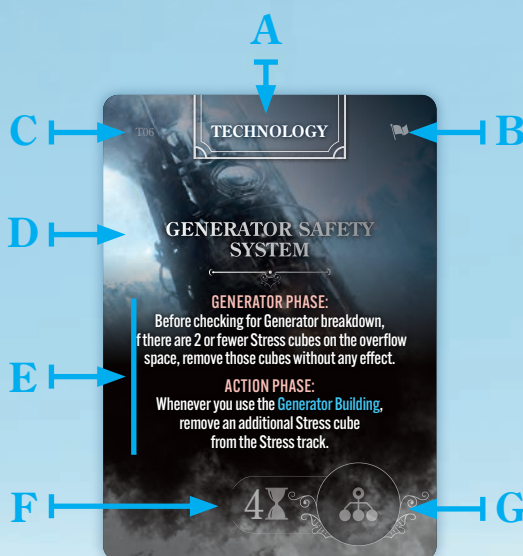 A
C
T06
TECHNOLOGY
B
D
GENERATOR SAFETY
SYSTEM
GENERATOR PHASE:
Before checking for Generator breakdown,
f there are 2 or fewer Stress cubes on the overflow
space, remove those cubes without any effect.
E
ACTION PHASE:
Whenever you use the Generator Building,
remove an additional Stress cube
from the Stress track.
F
4
G